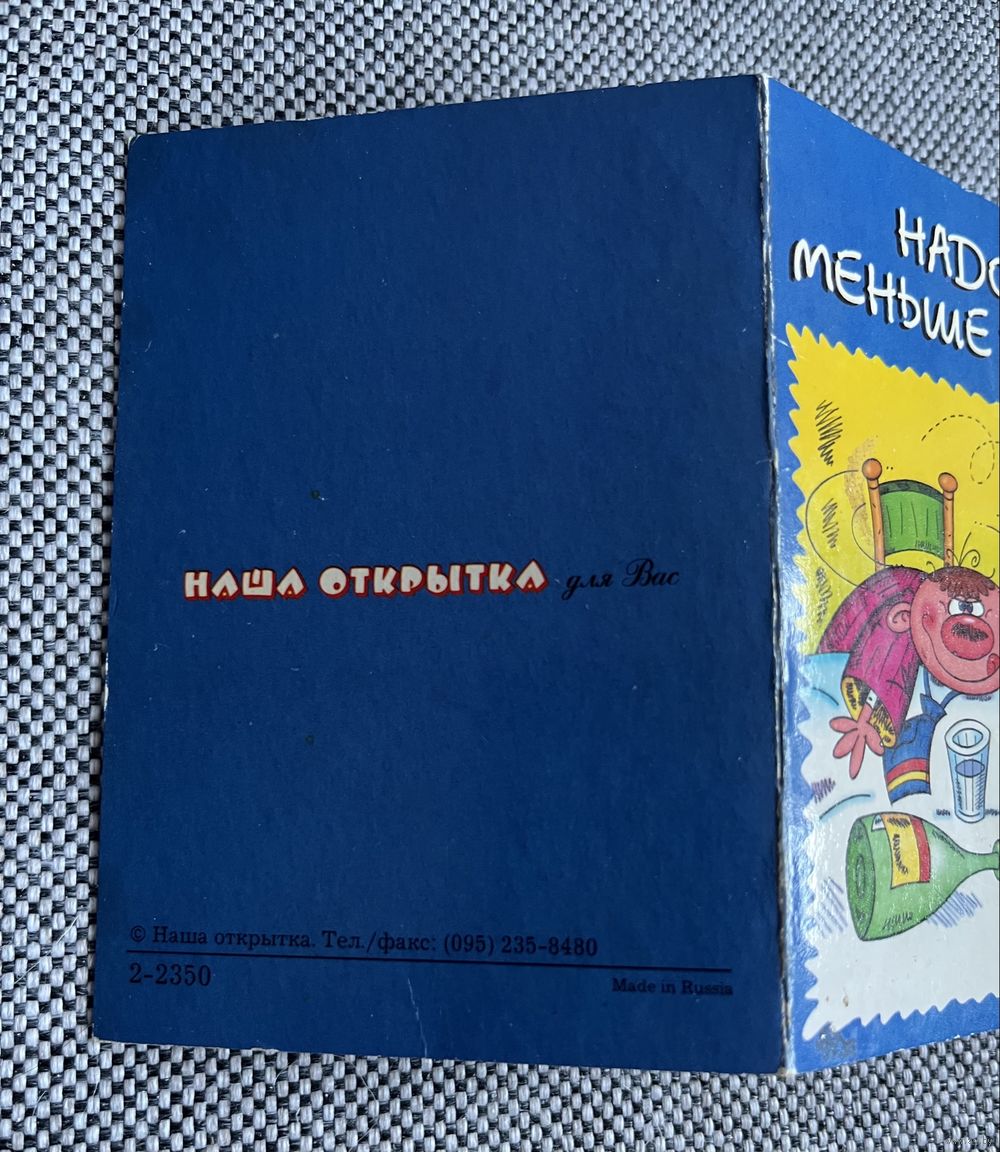 НАША ОТКРЫТКА для Вас
© Наша открытка. Тел./факс: (095) 235-8480
2-2350
Made in Russia
НАДО
МЕНЬШЕ